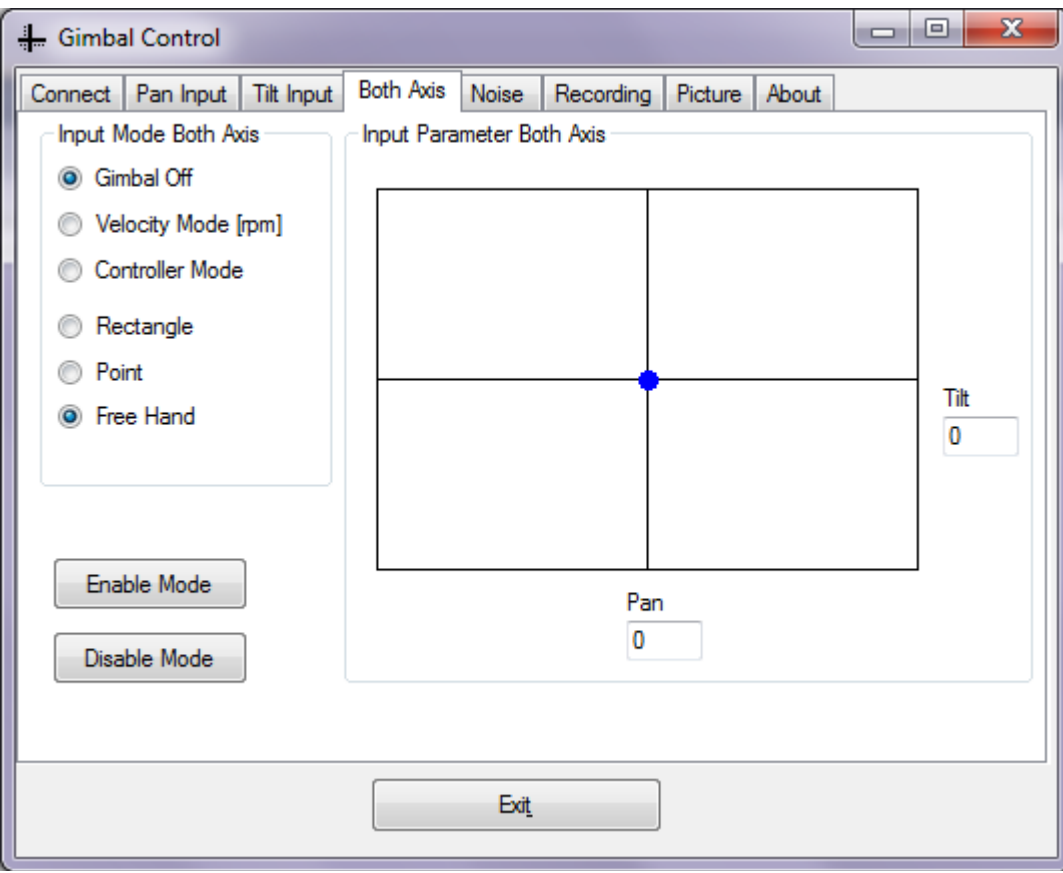 Gimbal Control
Connect Pan Input Tilt Input Both Axis Noise Recording Picture About
Input Mode Both Axis
Gimbal Off
Velocity Mode [rpm]
Controller Mode
Rectangle
Point
Free Hand
Enable Mode
Disable Mode
Input Parameter Both Axis
Tilt
0
Pan
0
Exit